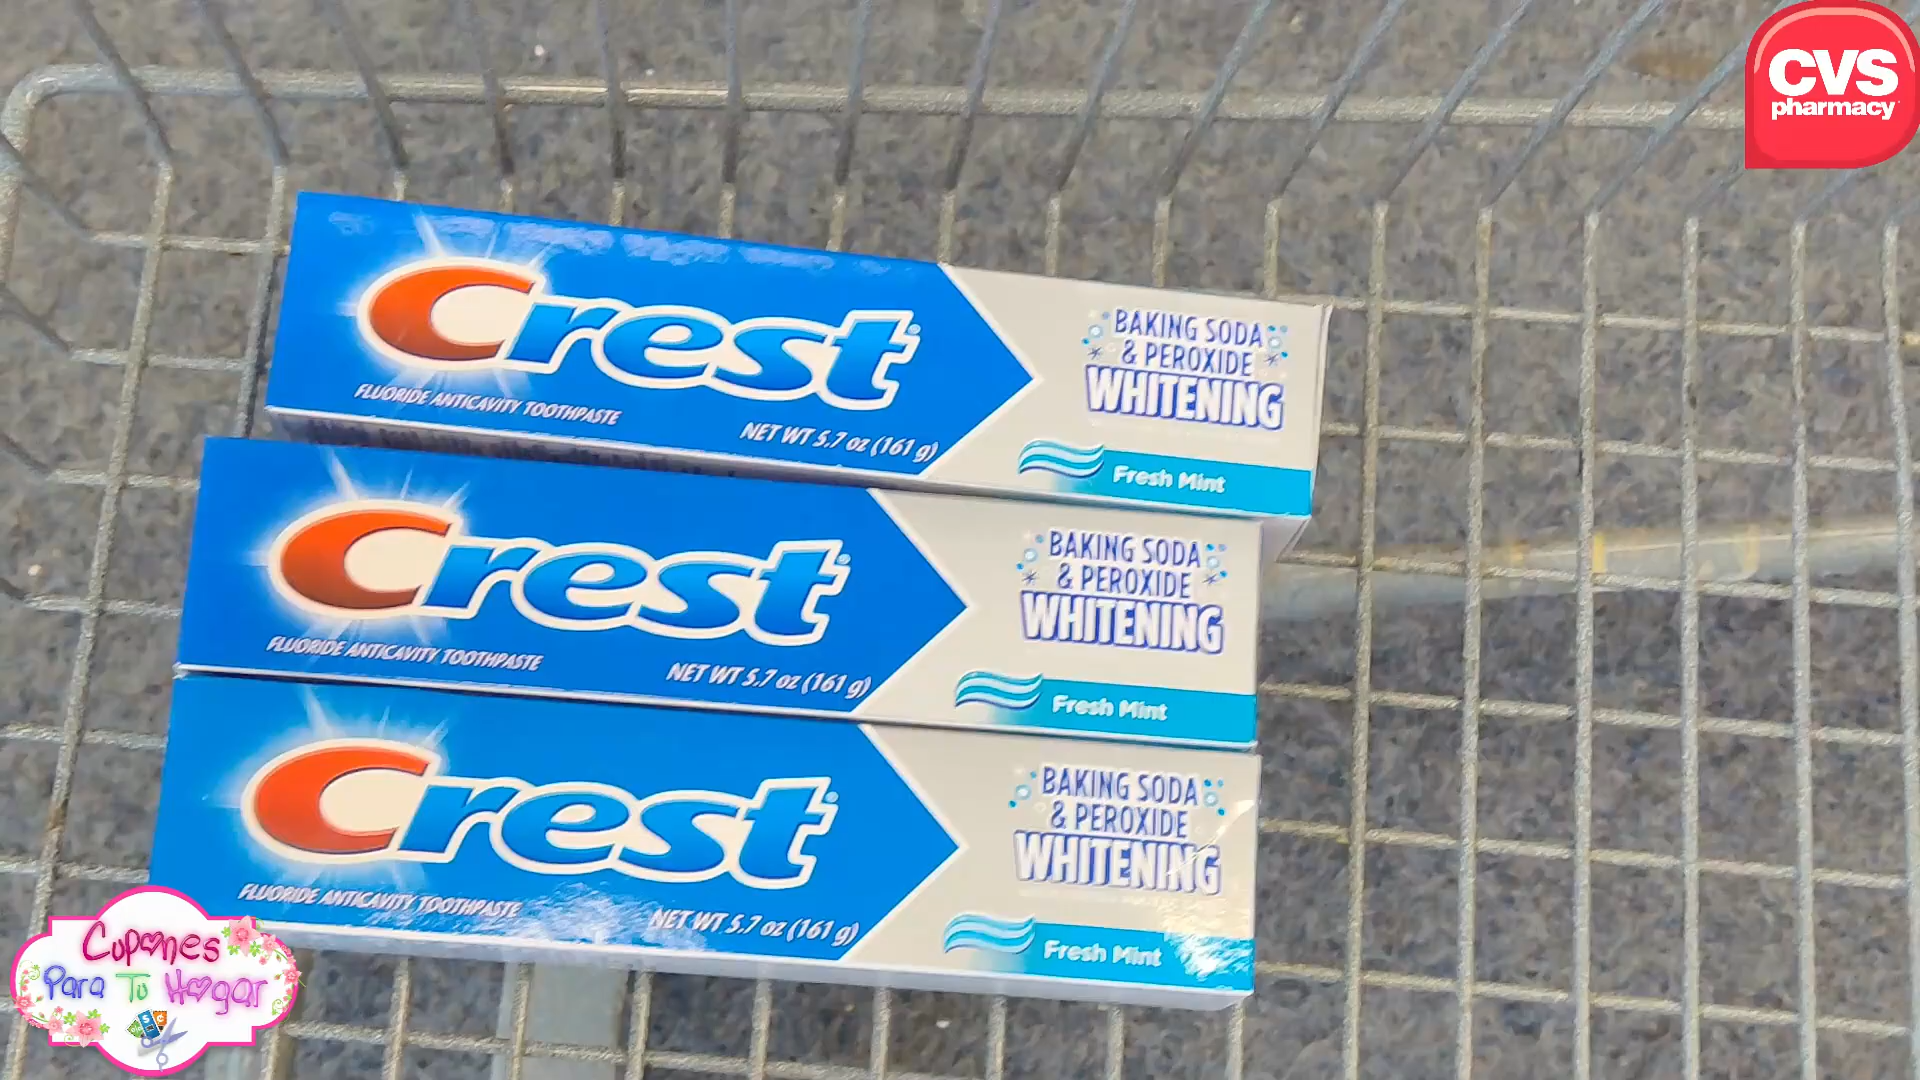 CVS
pharmacy
Crest
FLUORIDE ANTICAVITY TOOTHPASTE
NET WT 5.7 oz (161 g)
BAKING SODA
& PEROXIDE
WHITENING
Fresh Mint
Crest
FLUORIDE ANTICAVITY TOOTHPASTE
NET WT 5.7 oz (161 g)
BAKING SODA
& PEROXIDE
WHITENING
Fresh Mint
Crest
FLUORIDE ANTICAVITY TOOTHPASTE
NET WT 5.7 oz (161 g)
BAKING SODA
& PEROXIDE
WHITENING
Fresh Mint
Cupones
Para Tu Hogar